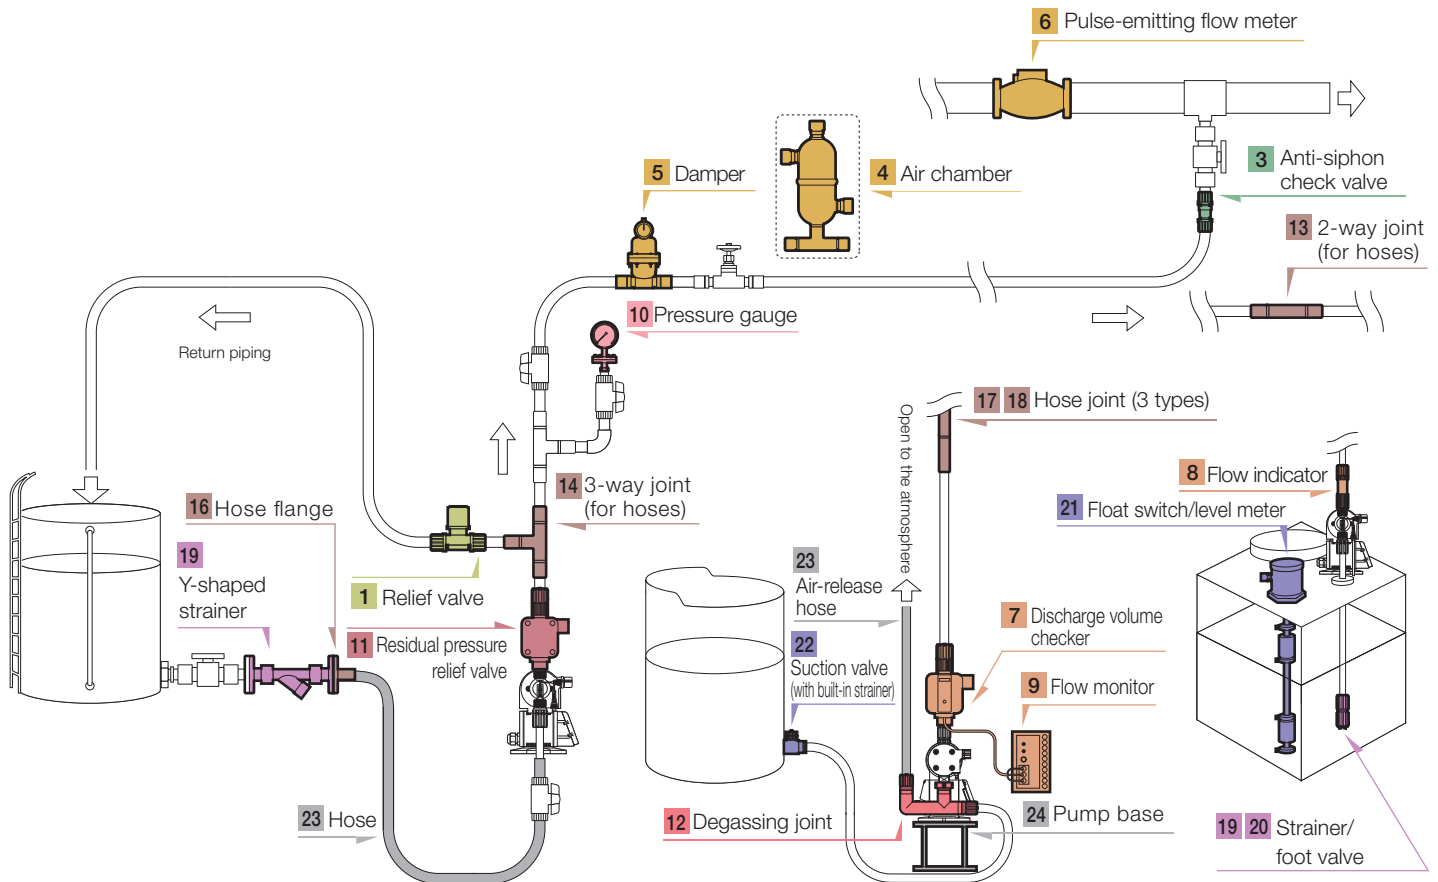 6 Pulse-emitting flow meter
5 Damper
4 Air chamber
3 Anti-siphon
check valve
13 2-way joint
(for hoses)
10 Pressure gauge
Return piping
Open to the atmosphere
17 18 Hose joint (3 types)
8 Flow indicator
14 3-way joint
(for hoses)
16 Hose flange
21 Float switch/level meter
19
Y-shaped
strainer
23
Air-release
hose
1 Relief valve
7 Discharge volume
checker
11 Residual pressure
relief valve
22
Suction valve
(with built-in strainer)
9 Flow monitor
23 Hose
12 Degassing joint
24 Pump base
19 20 Strainer/
foot valve